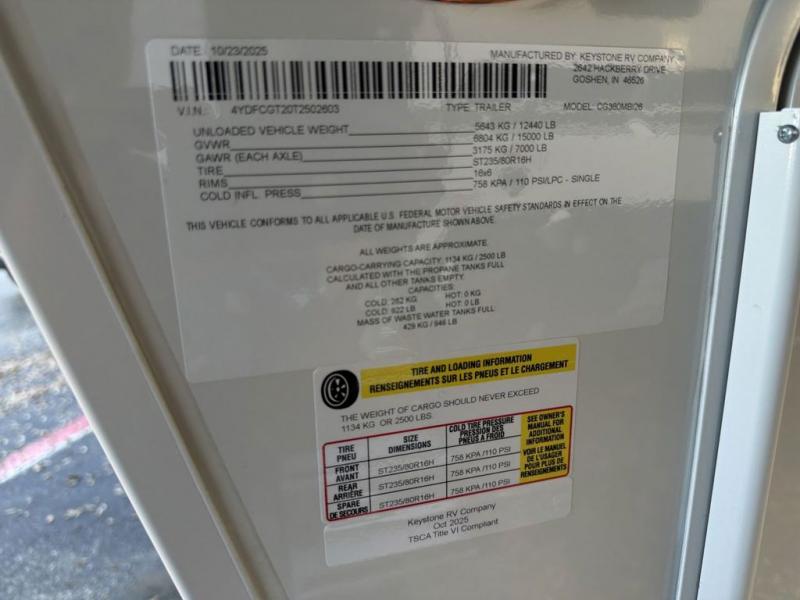 DATE: 10/23/2025
MANUFACTURED BY: KEYSTONE RV COMPANY
2642 HACKBERRY DRIVE
GOSHEN, IN 46526
V.I.N.: 4YDFCGT20T2502603 TYPE: TRAILER MODEL: CG360MBI26
UNLOADED VEHICLE WEIGHT 5643 KG / 12440 LB
GVWR 6804 KG / 15000 LB
GAWR (EACH AXLE) 3175 KG / 7000 LB
TIRE ST235/80R16H
RIMS 16x6
COLD INFL. PRESS 758 KPA / 110 PSI/LPC - SINGLE
THIS VEHICLE CONFORMS TO ALL APPLICABLE U.S. FEDERAL MOTOR VEHICLE SAFETY STANDARDS IN EFFECT ON THE
DATE OF MANUFACTURE SHOWN ABOVE.
ALL WEIGHTS ARE APPROXIMATE.
CARGO-CARRYING CAPACITY: 1134 KG / 2500 LB
CALCULATED WITH THE PROPANE TANKS FULL
AND ALL OTHER TANKS EMPTY.
CAPACITIES:
COLD: 282 KG HOT: 0 KG
COLD: 622 LB HOT: 0 LB
MASS OF WASTE WATER TANKS FULL:
429 KG / 946 LB
TIRE AND LOADING INFORMATION
RENSEIGNEMENTS SUR LES PNEUS ET LE CHARGEMENT
THE WEIGHT OF CARGO SHOULD NEVER EXCEED
1134 KG OR 2500 LBS.
TIRE
PNEU
SIZE
DIMENSIONS
COLD TIRE PRESSURE
PRESSION DES
PNEUS A FROID
FRONT
AVANT
ST235/80R16H
758 KPA /110 PSI
REAR
ARRIÈRE
ST235/80R16H
758 KPA /110 PSI
SPARE
DE SECOURS
ST235/80R16H
758 KPA /110 PSI
SEE OWNER'S
MANUAL FOR
ADDITIONAL
INFORMATION
VOIR LE MANUEL
DE L'USAGER
POUR PLUS DE
RENSEIGNEMENTS
Keystone RV Company
Oct 2025
TSCA Title VI Compliant